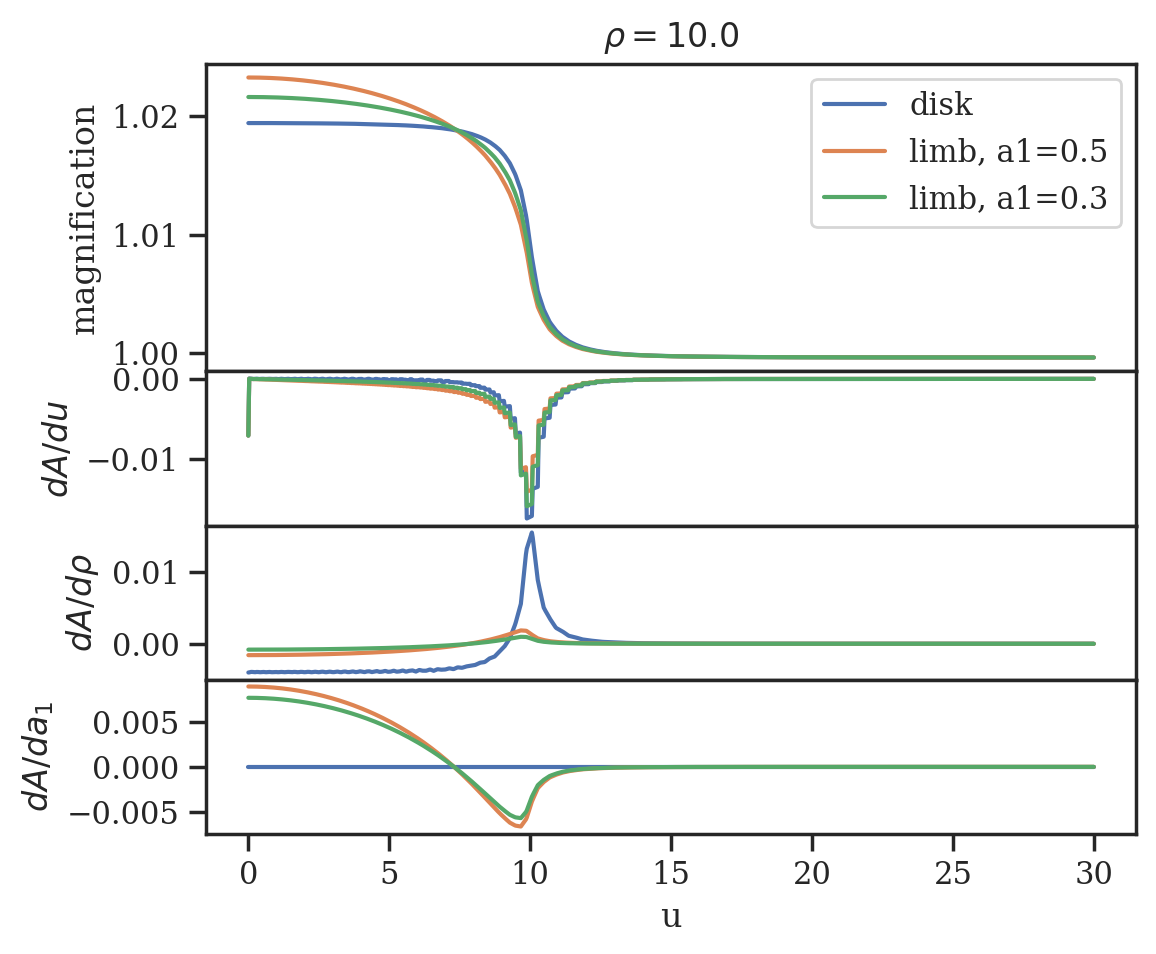 ρ = 10.0
magnification
1.02
1.01
1.00
disk
limb, a1=0.5
limb, a1=0.3
dA/du
0.00
−0.01
dA/dρ
0.01
0.00
dA/da₁
0.005
0.000
−0.005
0 5 10 15 20 25 30
u